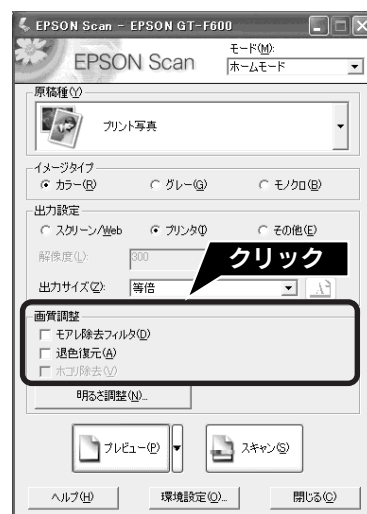 EPSON Scan - EPSON GT-F600
EPSON Scan
モード(M):
ホームモード
原稿種(Y)
プリント写真
イメージタイプ
カラー(R) グレー(G) モノクロ(B)
出力設定
スクリーン/Web プリンタ(I) その他(E)
解像度(L): 300
クリック
出力サイズ(Z): 等倍
画質調整
モアレ除去フィルタ(D)
退色復元(A)
ホコリ除去(V)
明るさ調整(N)...
プレビュー(P) スキャン(S)
ヘルプ(H) 環境設定(O)... 閉じる(C)